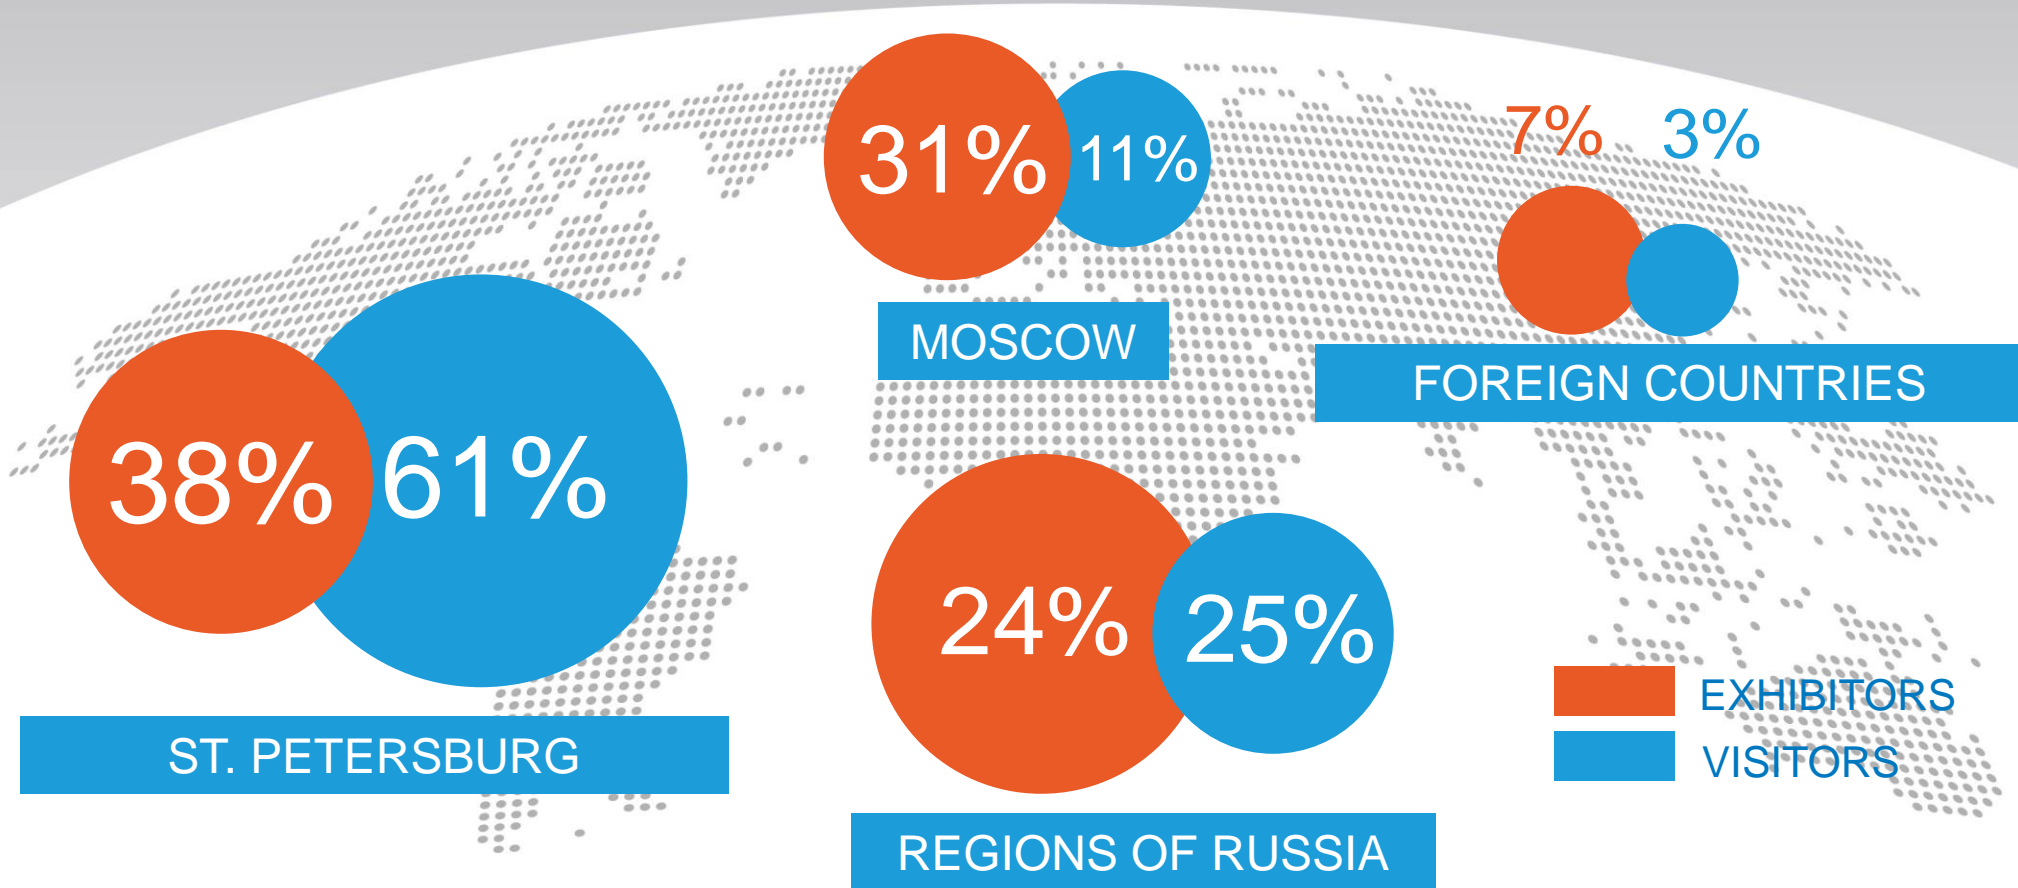 31% 11%
MOSCOW
7% 3%
FOREIGN COUNTRIES
38% 61%
ST. PETERSBURG
24% 25%
REGIONS OF RUSSIA
EXHIBITORS
VISITORS